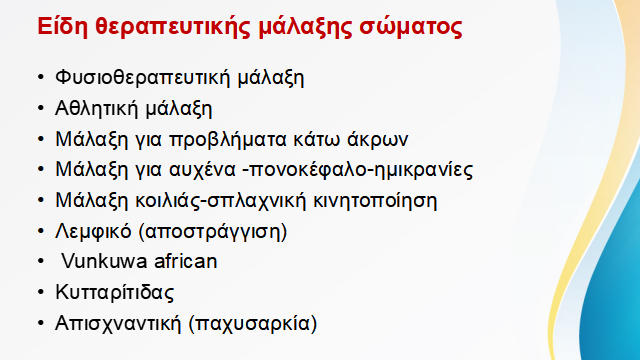 Είδη θεραπευτικής μάλαξης σώματος
• Φυσιοθεραπευτική μάλαξη
• Αθλητική μάλαξη
• Μάλαξη για προβλήματα κάτω άκρων
• Μάλαξη για αυχένα -πονοκέφαλο-ημικρανίες
• Μάλαξη κοιλιάς-σπλαχνική κινητοποίηση
• Λεμφικό (αποστράγγιση)
• Vunkuwa african
• Κυτταρίτιδας
• Απισχναντική (παχυσαρκία)